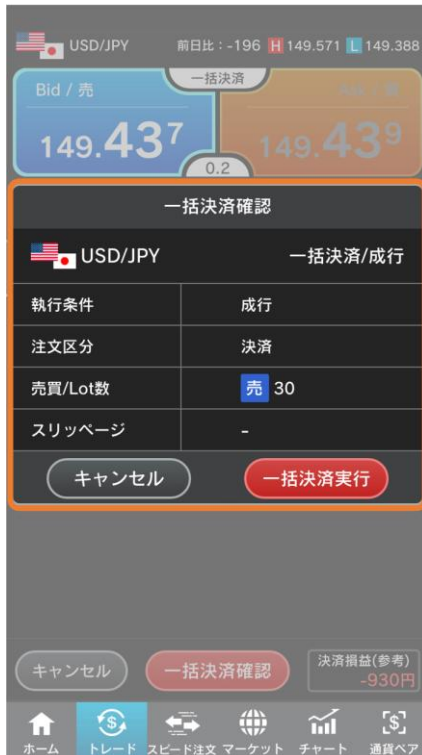 USD/JPY 前日比：-196 H 149.571 L 149.388
一括決済
Bid / 売
149.437 149.439
0.2
一括決済確認
USD/JPY 一括決済/成行
執行条件 成行
注文区分 決済
売買/Lot数 売 30
スリッページ -
キャンセル 一括決済実行
キャンセル 一括決済確認 決済損益(参考)
-930円
ホーム トレード スピード注文 マーケット チャート 通貨ペア